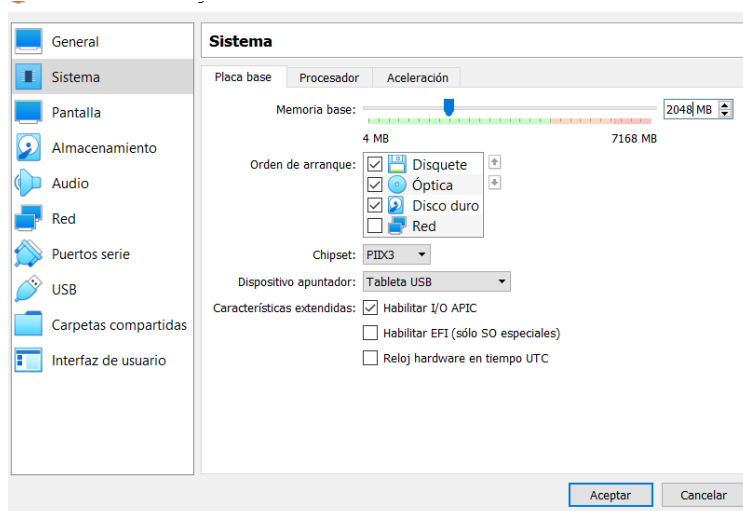 General
Sistema
Pantalla
Almacenamiento
Audio
Red
Puertos serie
USB
Carpetas compartidas
Interfaz de usuario
Sistema
Placa base Procesador Aceleración
Memoria base: 2048 MB
4 MB 7168 MB
Orden de arranque: Disquete
Óptica
Disco duro
Red
Chipset: PIIX3
Dispositivo apuntador: Tableta USB
Características extendidas: Habilitar I/O APIC
Habilitar EFI (sólo SO especiales)
Reloj hardware en tiempo UTC
Aceptar Cancelar